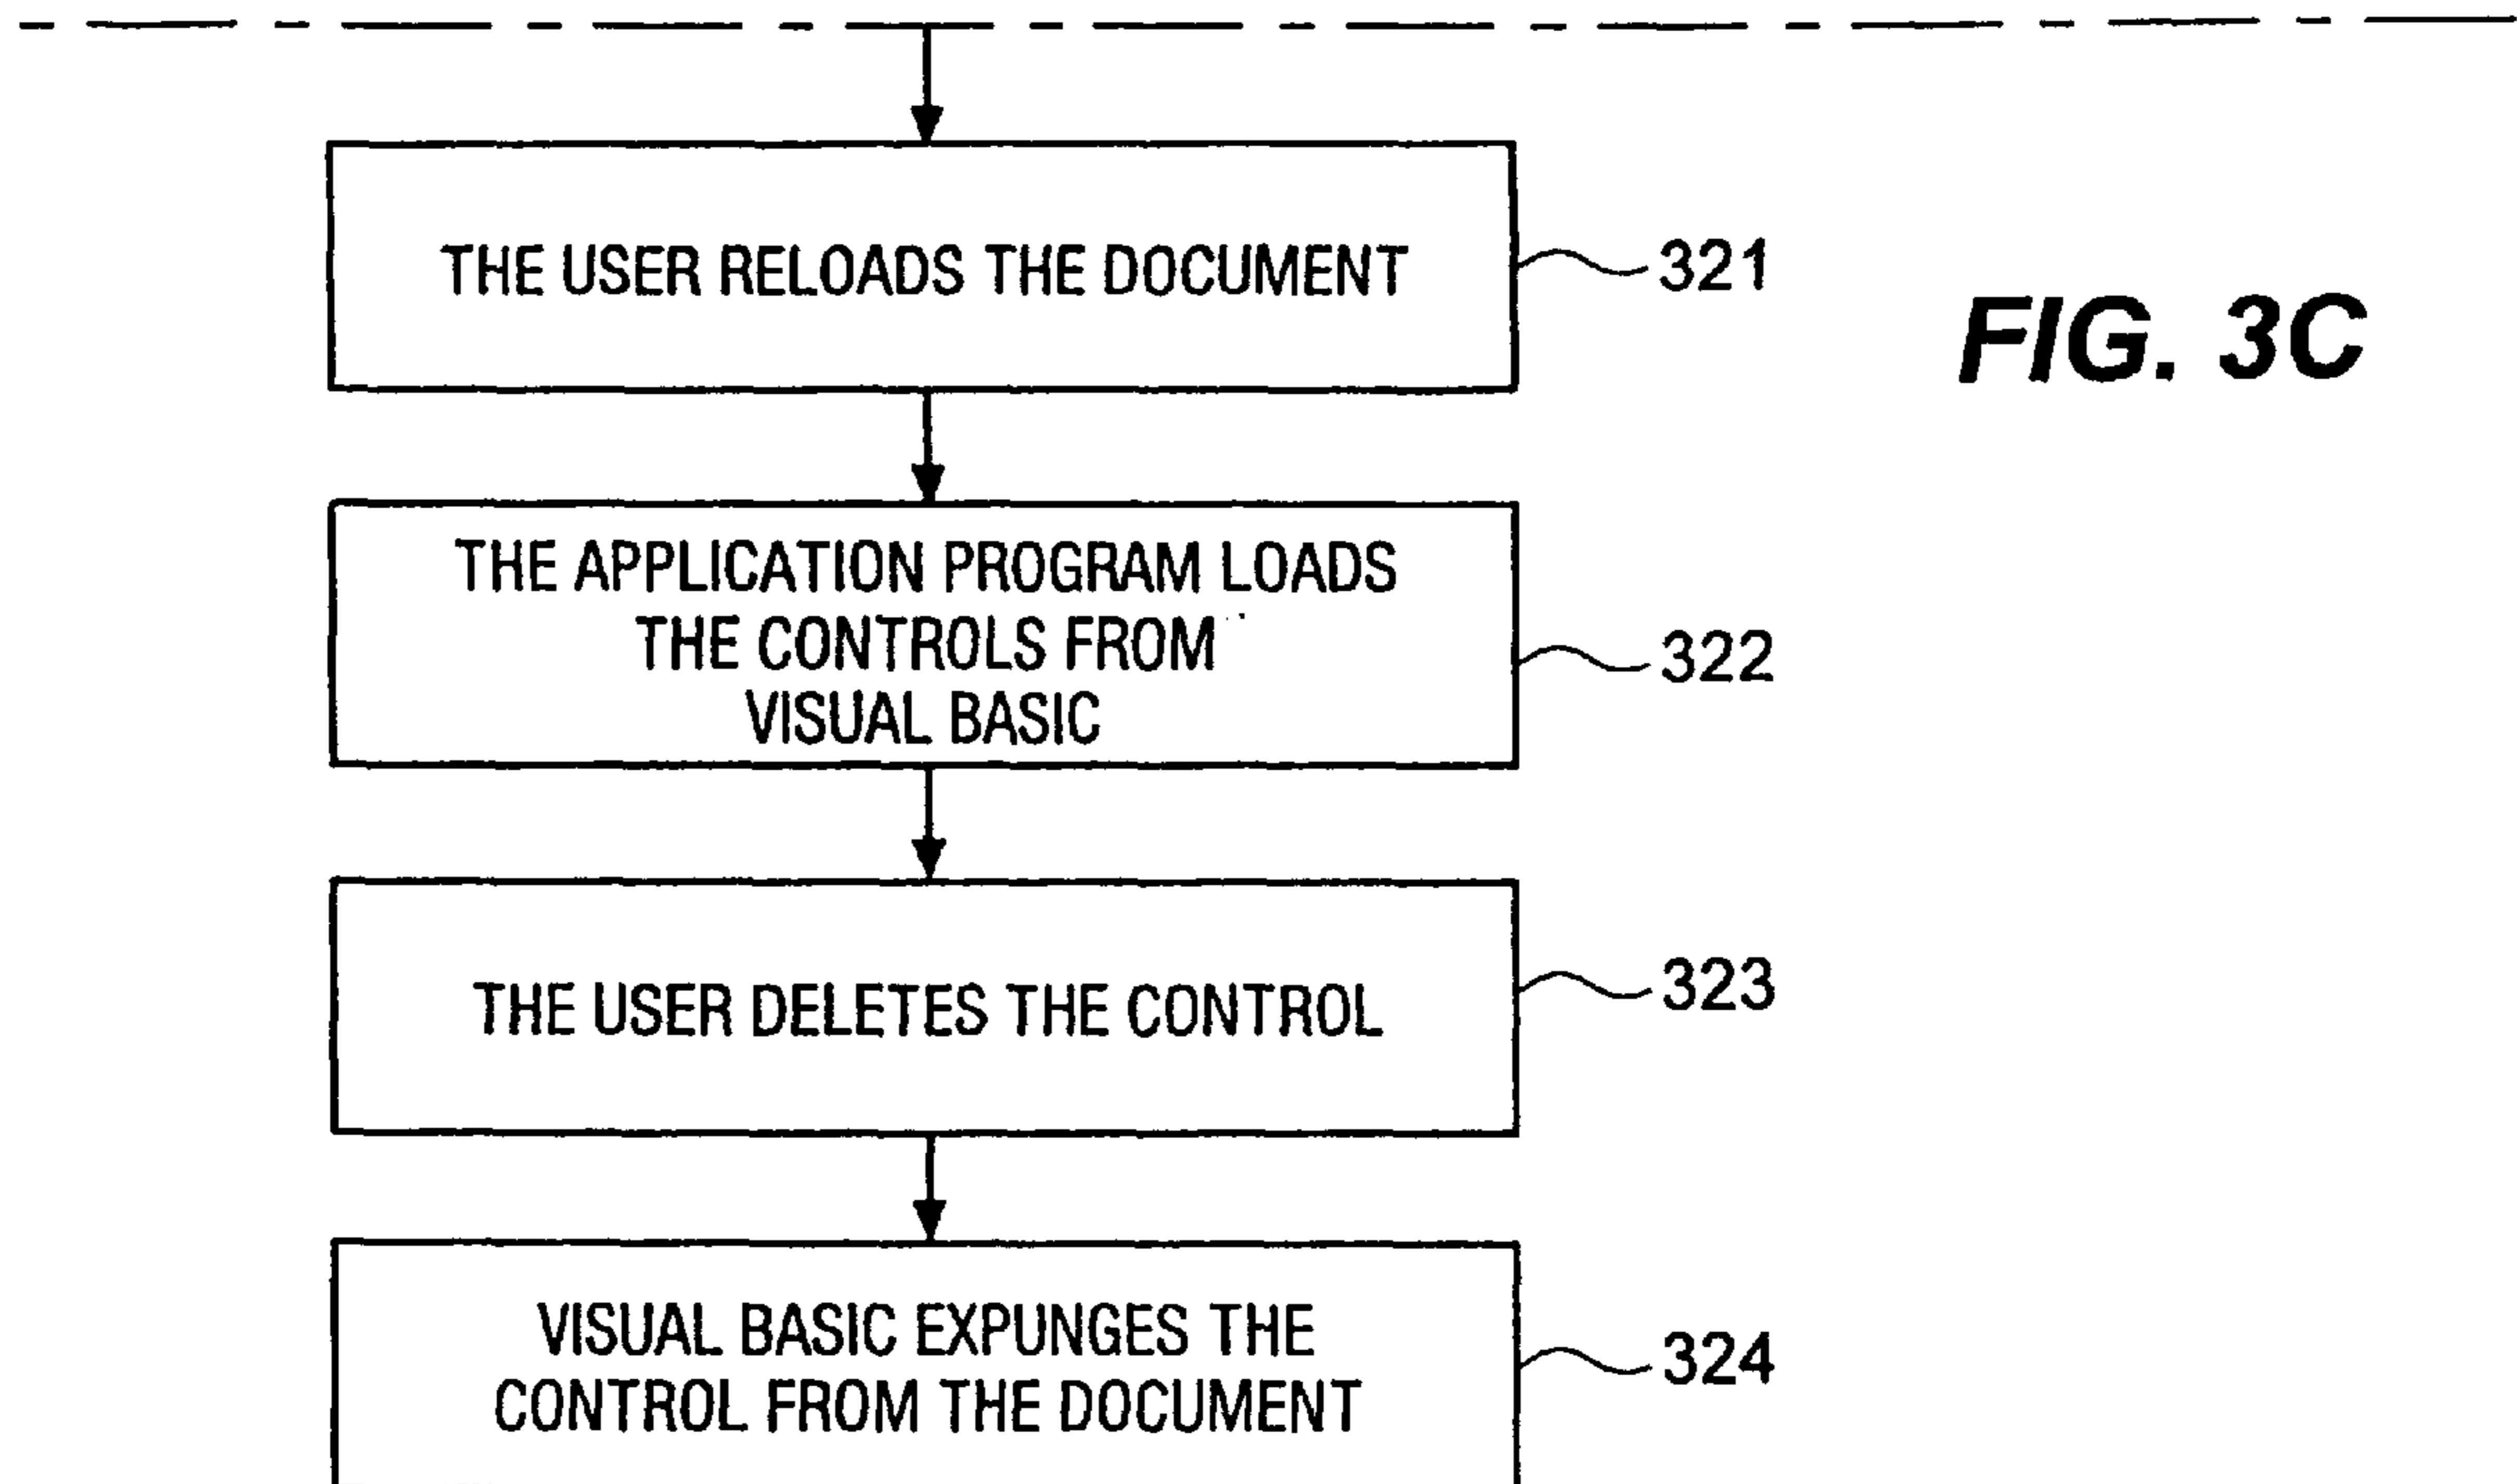 THE USER RELOADS THE DOCUMENT
321
FIG. 3C
THE APPLICATION PROGRAM LOADS
THE CONTROLS FROM
VISUAL BASIC
322
THE USER DELETES THE CONTROL
323
VISUAL BASIC EXPUNGES THE
CONTROL FROM THE DOCUMENT
324